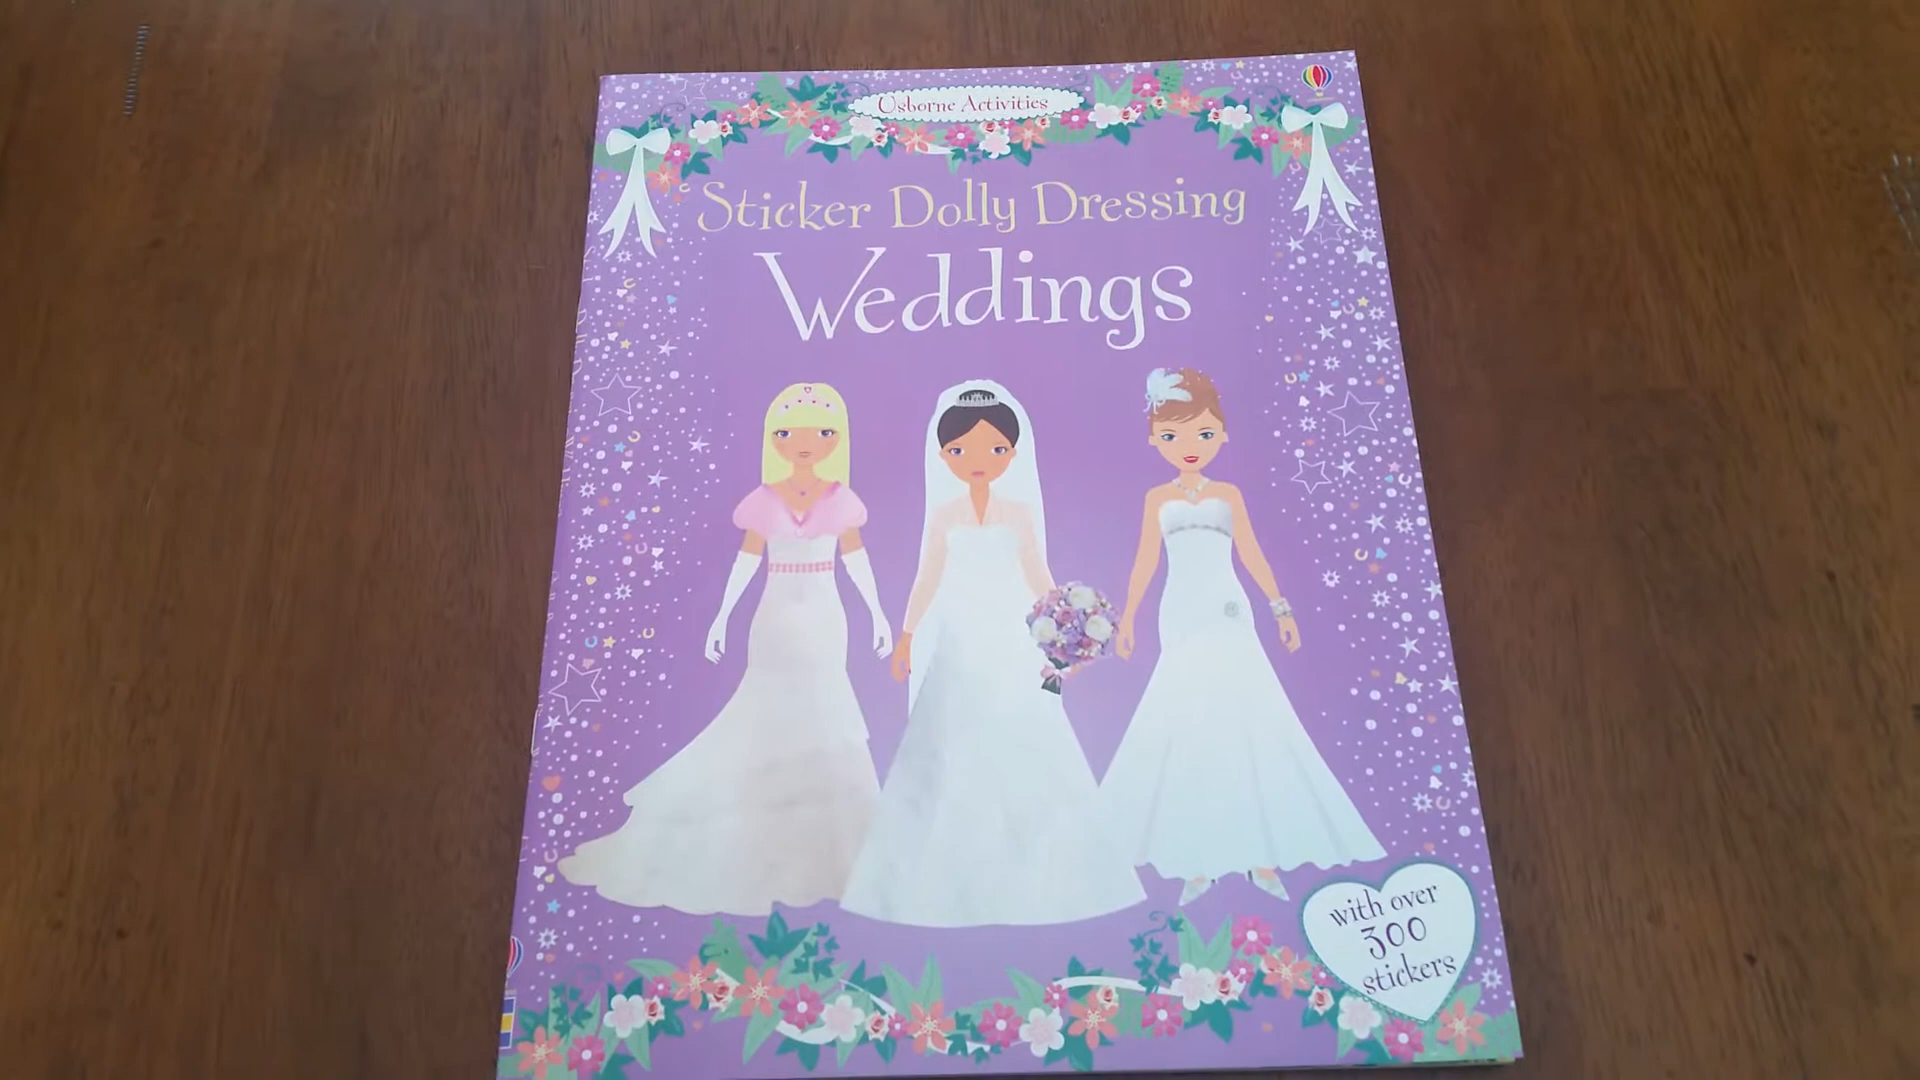 Usborne Activities
Sticker Dolly Dressing
Weddings
with over
300
stickers